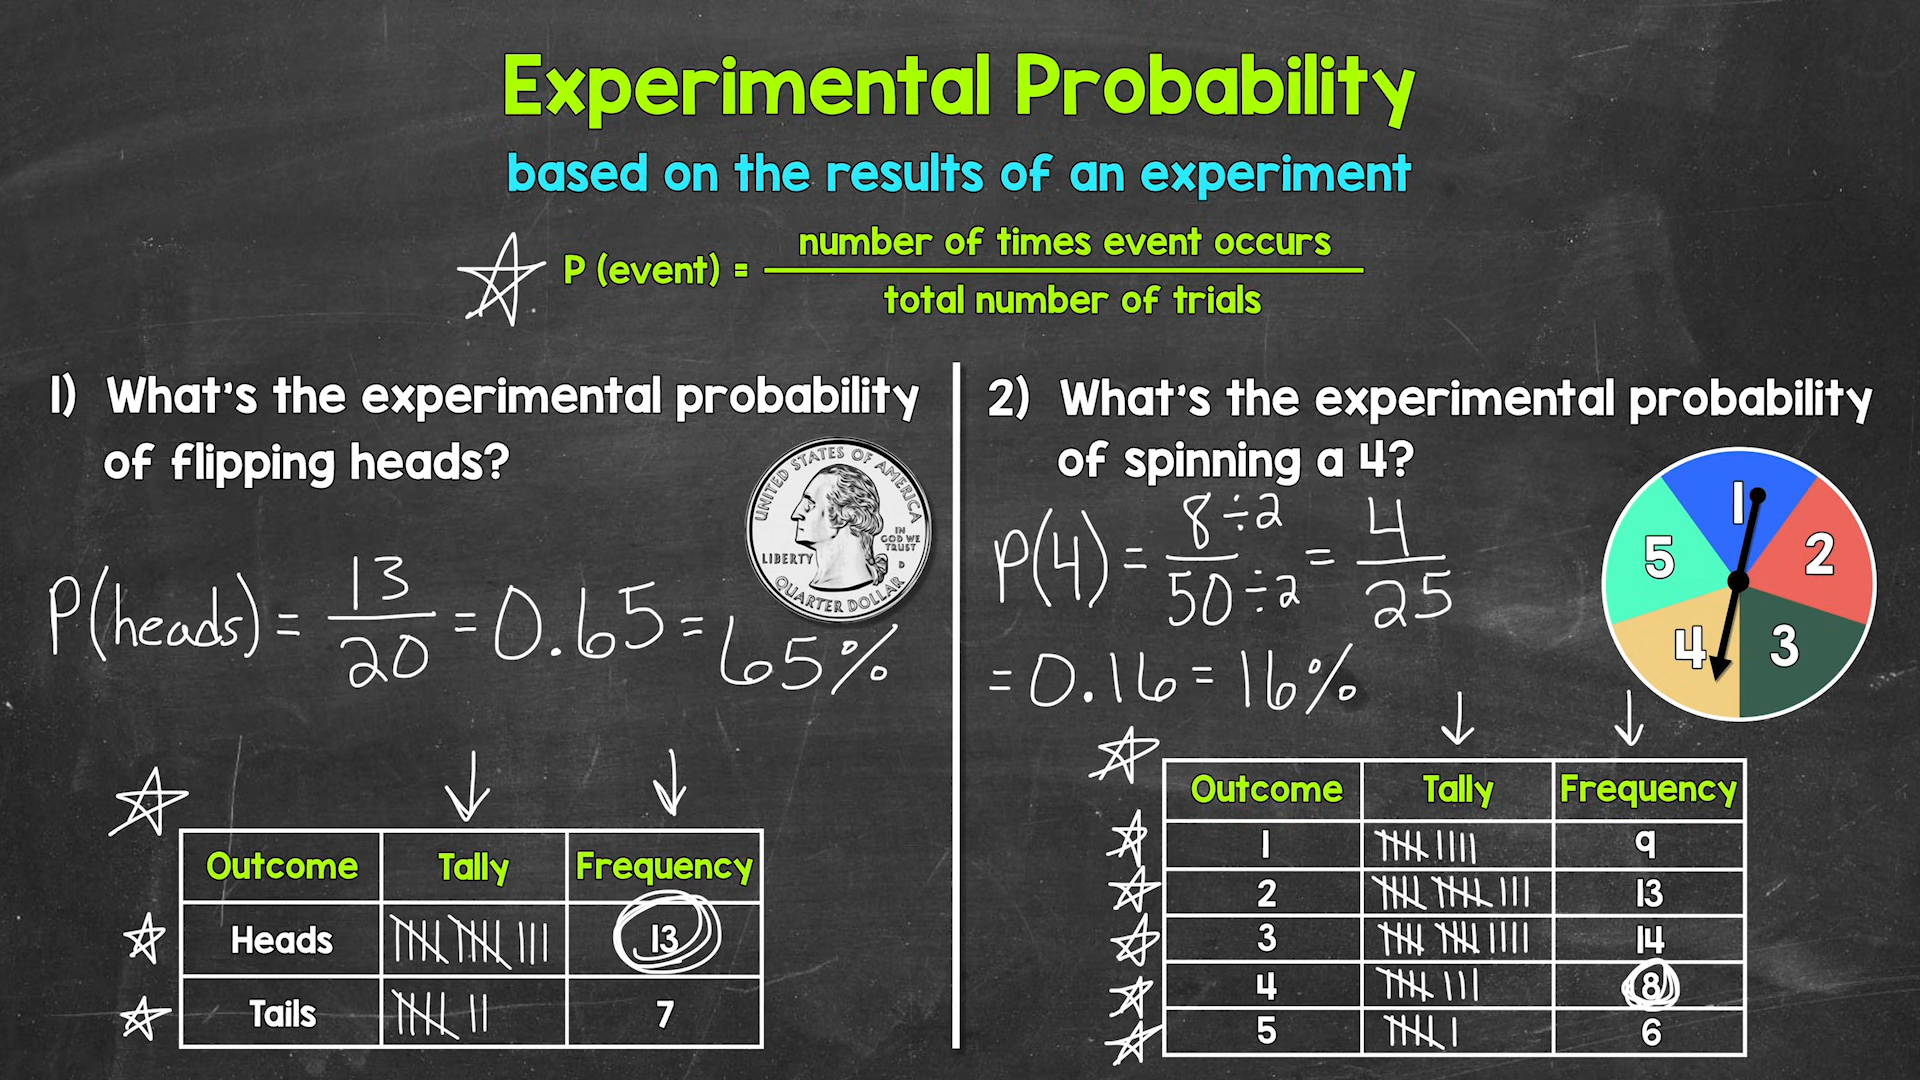 Experimental Probability
based on the results of an experiment
P (event) = number of times event occurs
total number of trials
1) What's the experimental probability
of flipping heads?
UNITED STATES OF AMERICA
LIBERTY
IN
GOD WE
TRUST
D
QUARTER DOLLAR
P(heads) = 13/20 = 0.65 = 65%
Outcome Tally Frequency
Heads 13
Tails 7
2) What's the experimental probability
of spinning a 4?
P(4) = 8÷2/50÷2 = 4/25
= 0.16 = 16%
1
5 2
4 3
Outcome Tally Frequency
1 9
2 13
3 14
4 8
5 6